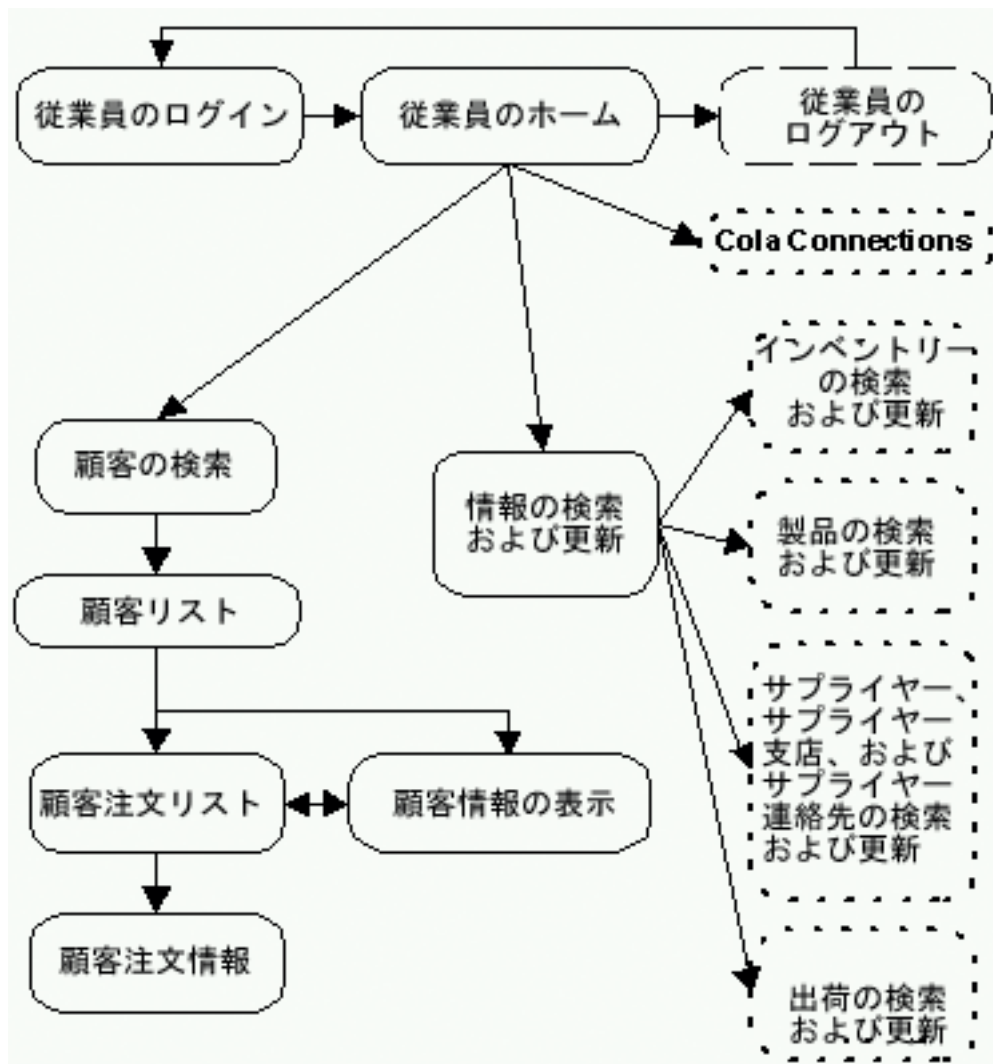 従業員のログイン
従業員のホーム
従業員の
ログアウト
Cola Connections
インベントリー
の検索
および更新
顧客の検索
情報の検索
および更新
製品の検索
および更新
顧客リスト
サプライヤー、
サプライヤー
支店、および
サプライヤー
連絡先の検索
および更新
顧客注文リスト
顧客情報の表示
顧客注文情報
出荷の検索
および更新